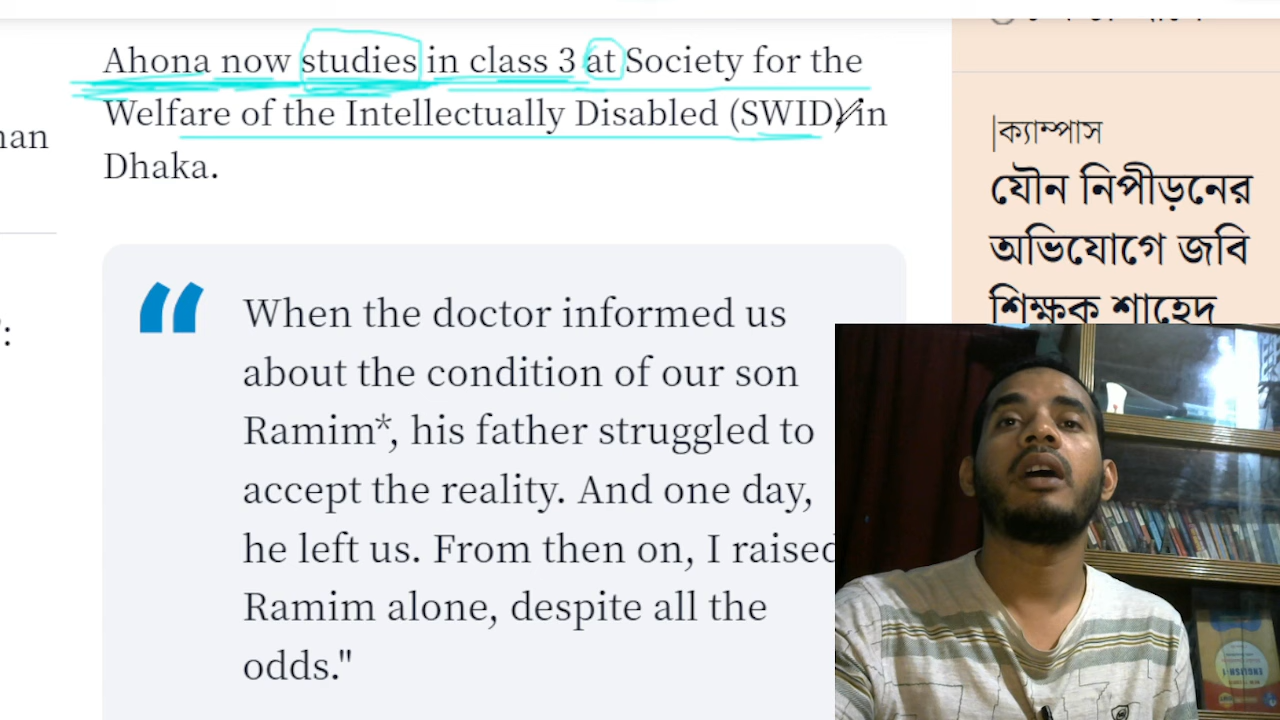 Ahona now studies in class 3 at Society for the
Welfare of the Intellectually Disabled (SWID) in
Dhaka.
“
When the doctor informed us
about the condition of our son
Ramim*, his father struggled to
accept the reality. And one day,
he left us. From then on, I raised
Ramim alone, despite all the
odds."
|ক্যাম্পাস
যৌন নিপীড়নের
অভিযোগে জবি
শিক্ষক শাহেদ